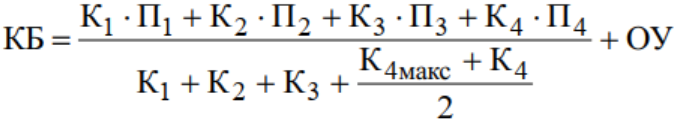 КБ = (К₁ · П₁ + К₂ · П₂ + К₃ · П₃ + К₄ · П₄) / (К₁ + К₂ + К₃ + (К₄макс + К₄) / 2) + ОУ